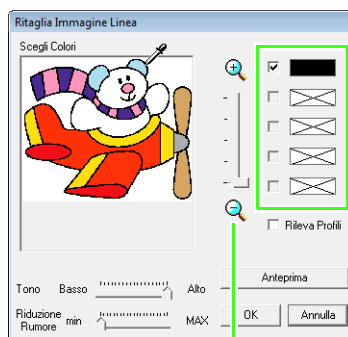 Ritaglia Immagine Linea
Scegli Colori
Rileva Profili
Anteprima
Tono Basso Alto
Riduzione Rumore min MAX
OK Annulla